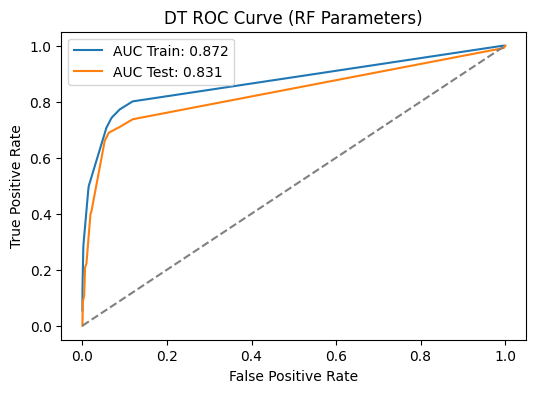 DT ROC Curve (RF Parameters)
AUC Train: 0.872
AUC Test: 0.831
True Positive Rate
1.0
0.8
0.6
0.4
0.2
0.0
0.0 0.2 0.4 0.6 0.8 1.0
False Positive Rate